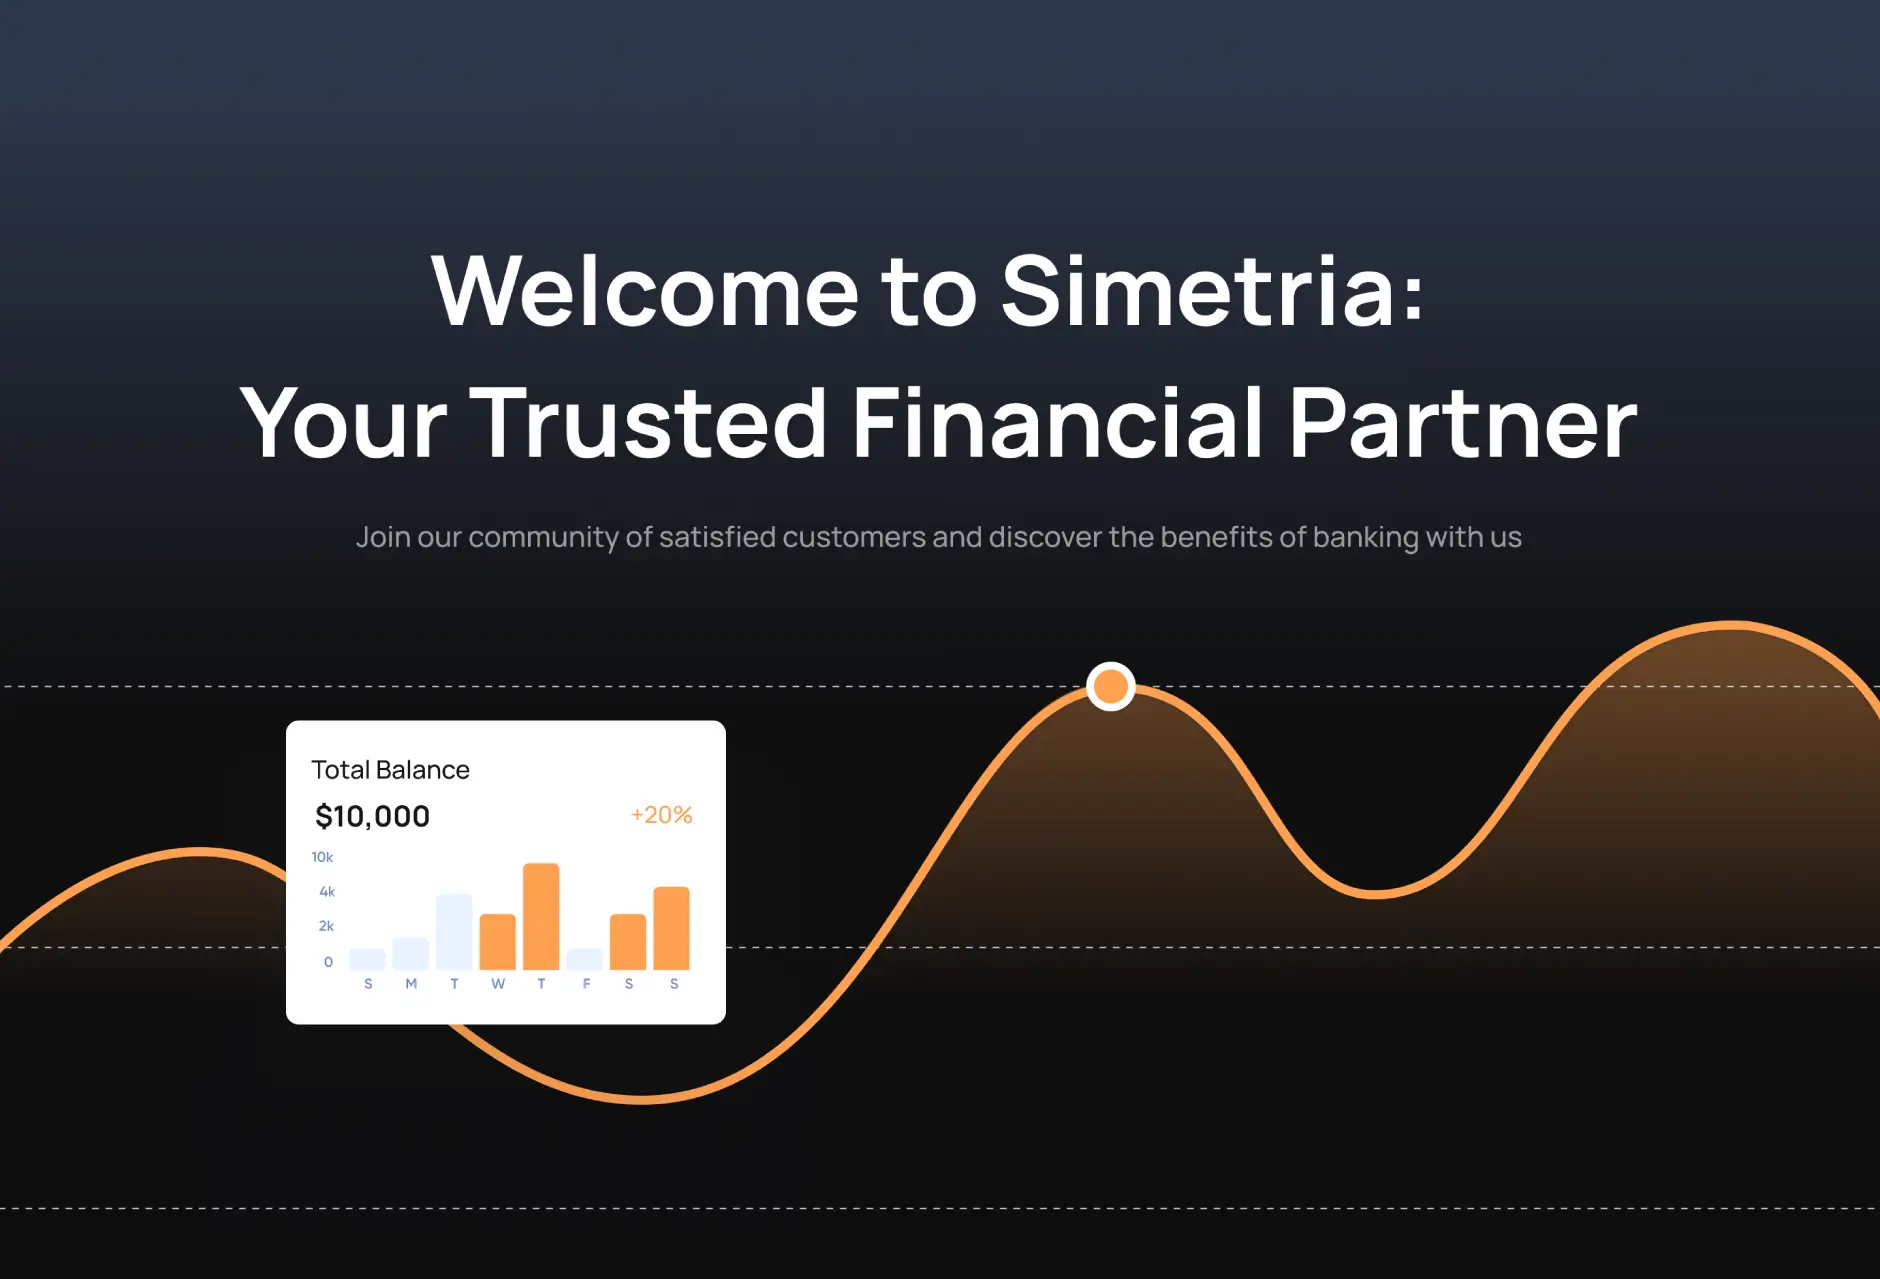 Welcome to Simetria:
Your Trusted Financial Partner
Join our community of satisfied customers and discover the benefits of banking with us
Total Balance
$10,000 +20%
10k
4k
2k
0
S M T W T F S S